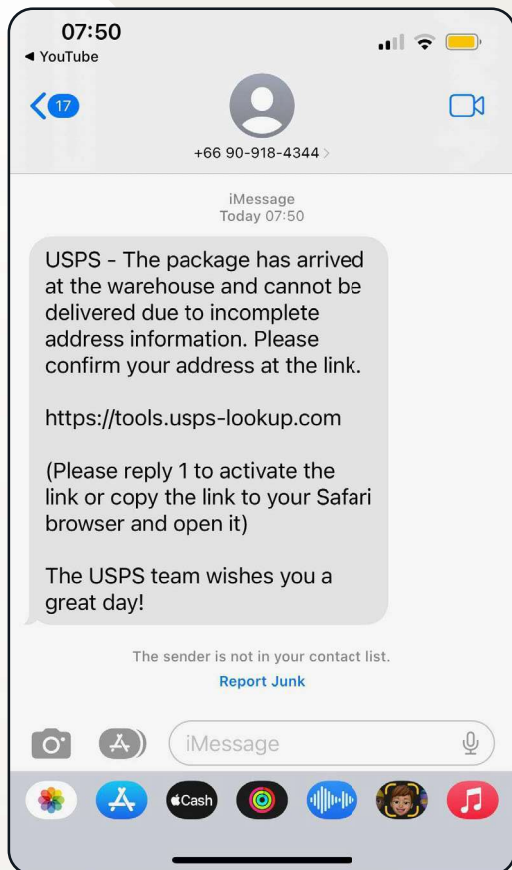 07:50
◀ YouTube
17
+66 90-918-4344 >
iMessage
Today 07:50
USPS - The package has arrived
at the warehouse and cannot be
delivered due to incomplete
address information. Please
confirm your address at the link.
https://tools.usps-lookup.com
(Please reply 1 to activate the
link or copy the link to your Safari
browser and open it)
The USPS team wishes you a
great day!
The sender is not in your contact list.
Report Junk
iMessage
Cash